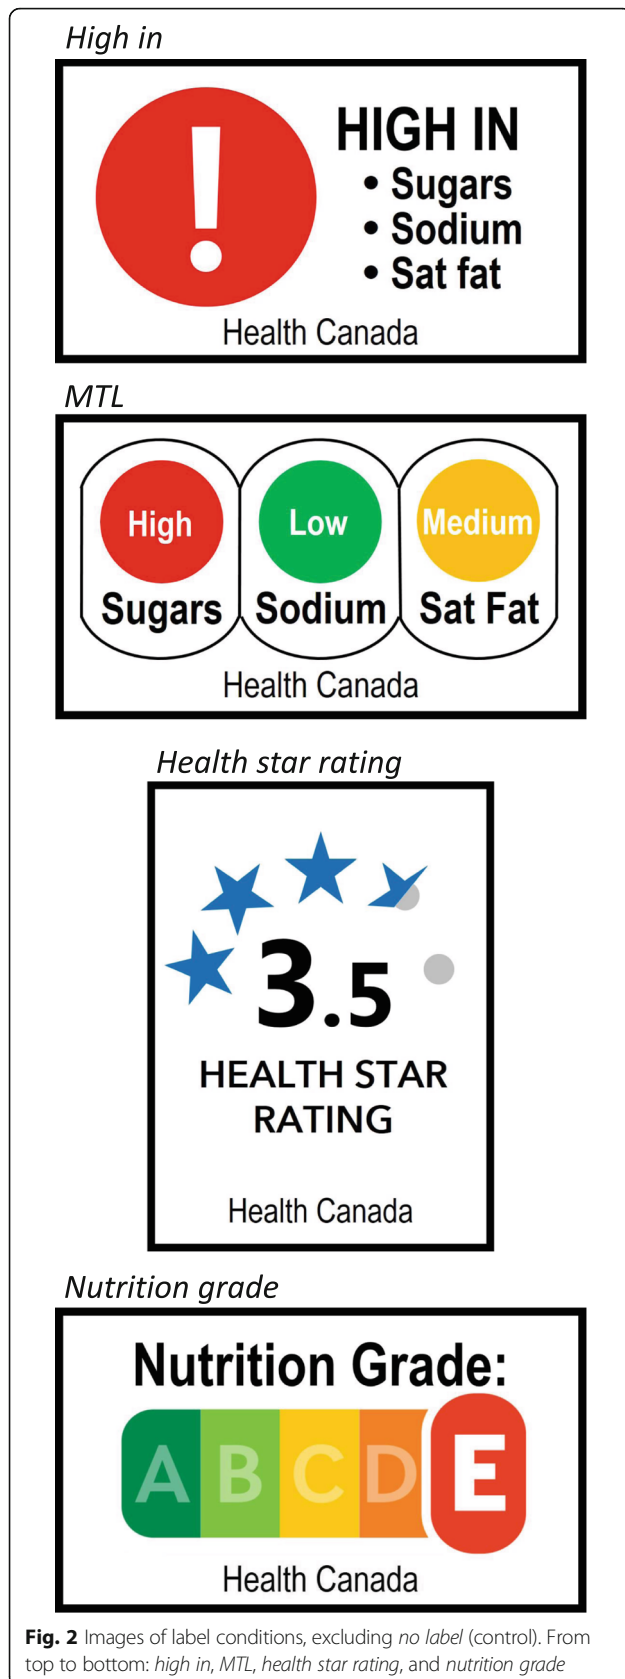 High in
!
HIGH IN
• Sugars
• Sodium
• Sat fat
Health Canada
MTL
High Low Medium
Sugars Sodium Sat Fat
Health Canada
Health star rating
3.5
HEALTH STAR
RATING
Health Canada
Nutrition grade
Nutrition Grade:
A B C D E
Health Canada
Fig. 2 Images of label conditions, excluding no label (control). From
top to bottom: high in, MTL, health star rating, and nutrition grade